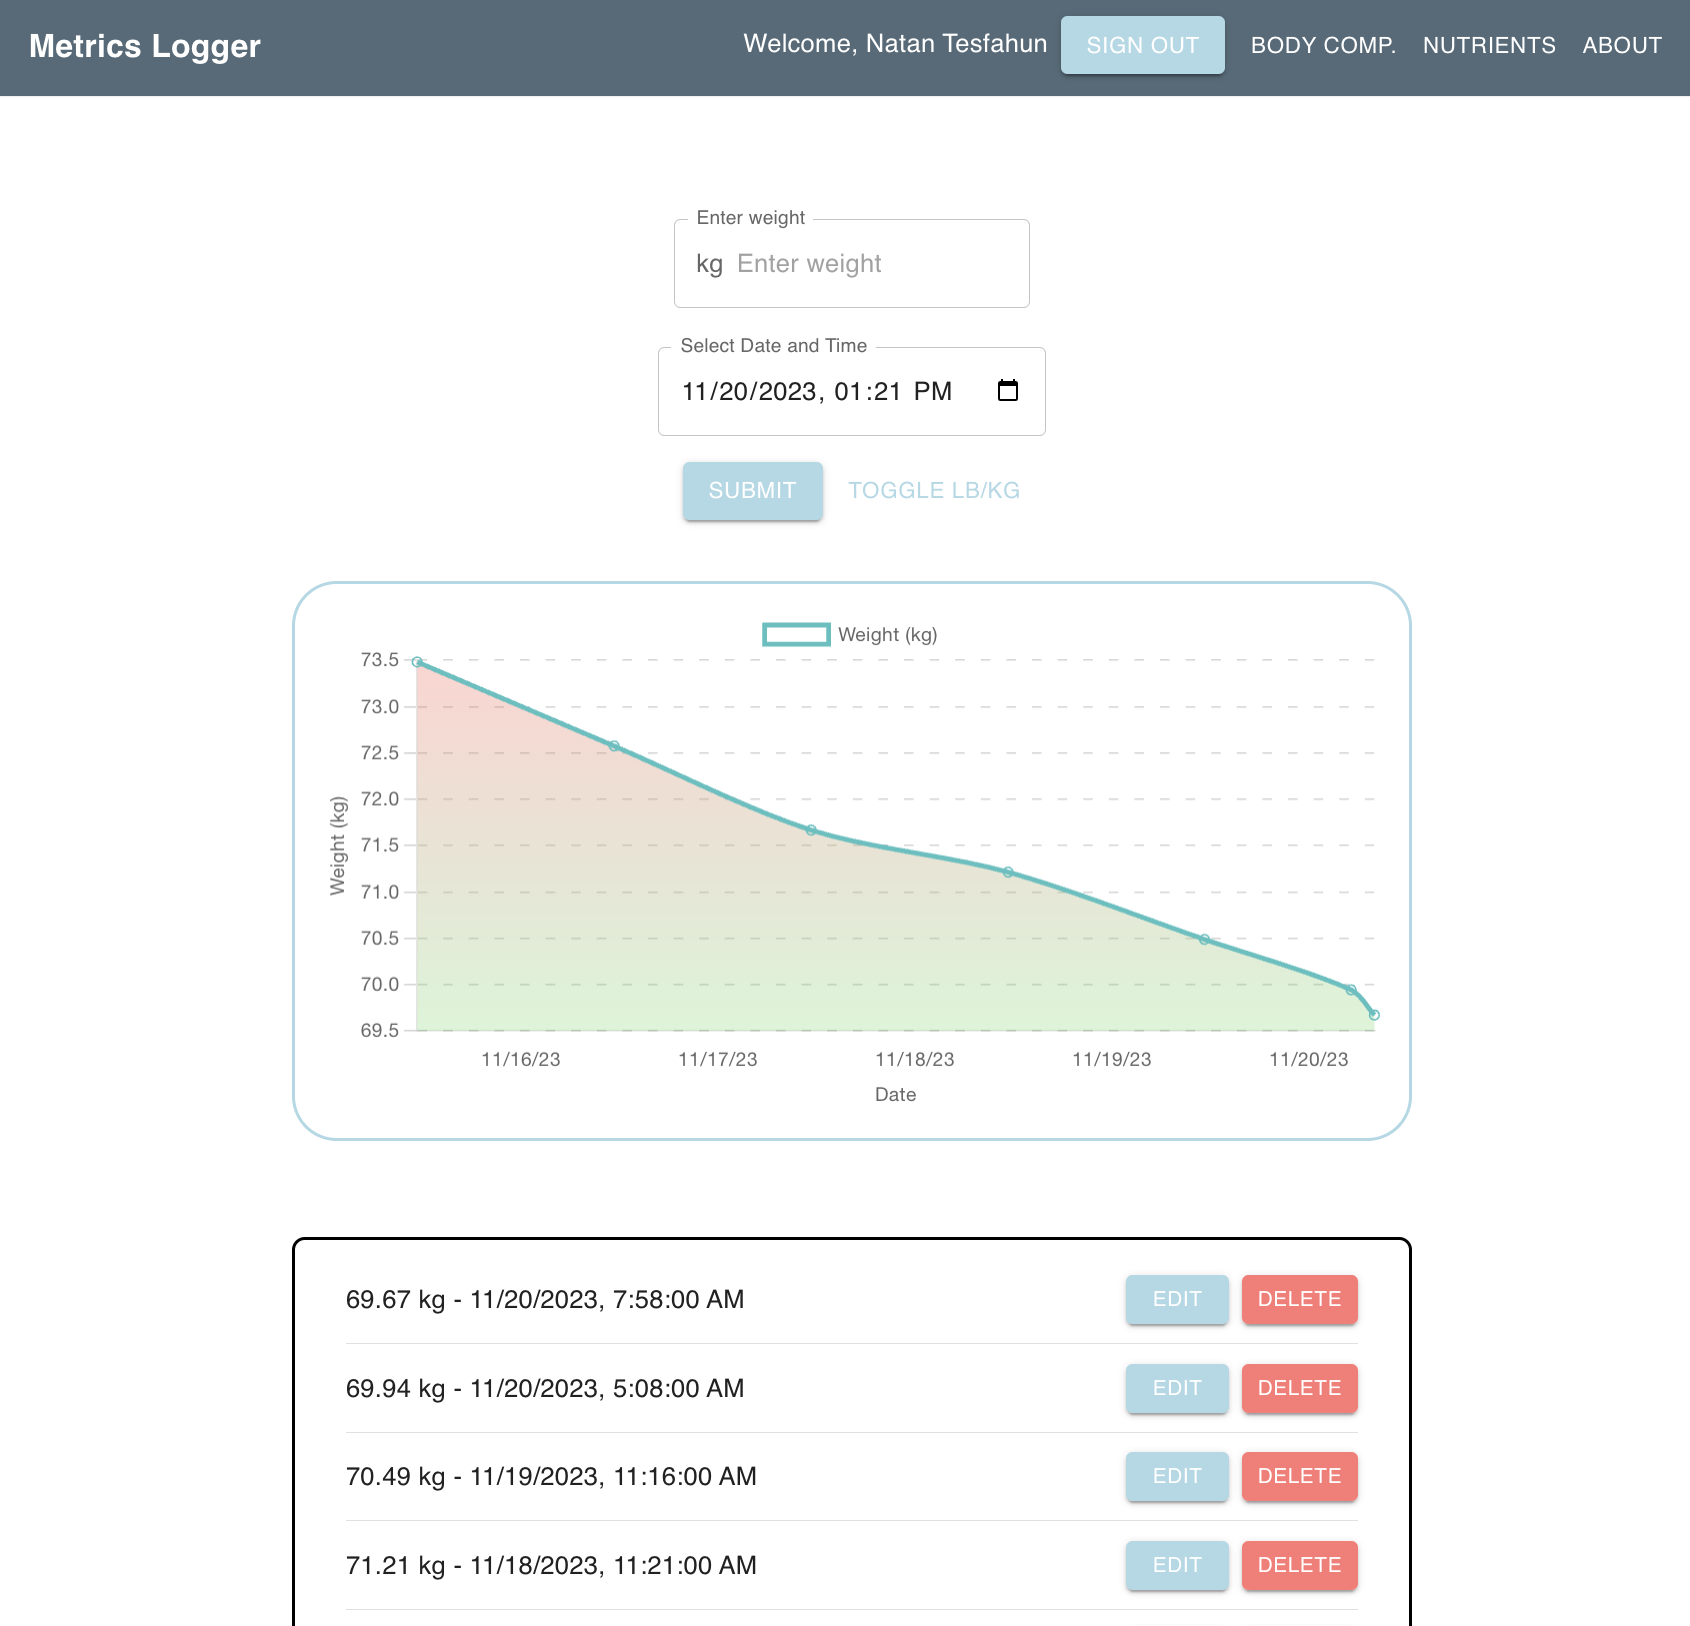 Metrics Logger
Welcome, Natan Tesfahun SIGN OUT BODY COMP. NUTRIENTS ABOUT
Enter weight
kg Enter weight
Select Date and Time
11/20/2023, 01:21 PM
SUBMIT TOGGLE LB/KG
Weight (kg)
73.5
73.0
72.5
72.0
71.5
71.0
70.5
70.0
69.5
Weight (kg)
11/16/23 11/17/23 11/18/23 11/19/23 11/20/23
Date
69.67 kg - 11/20/2023, 7:58:00 AM EDIT DELETE
69.94 kg - 11/20/2023, 5:08:00 AM EDIT DELETE
70.49 kg - 11/19/2023, 11:16:00 AM EDIT DELETE
71.21 kg - 11/18/2023, 11:21:00 AM EDIT DELETE